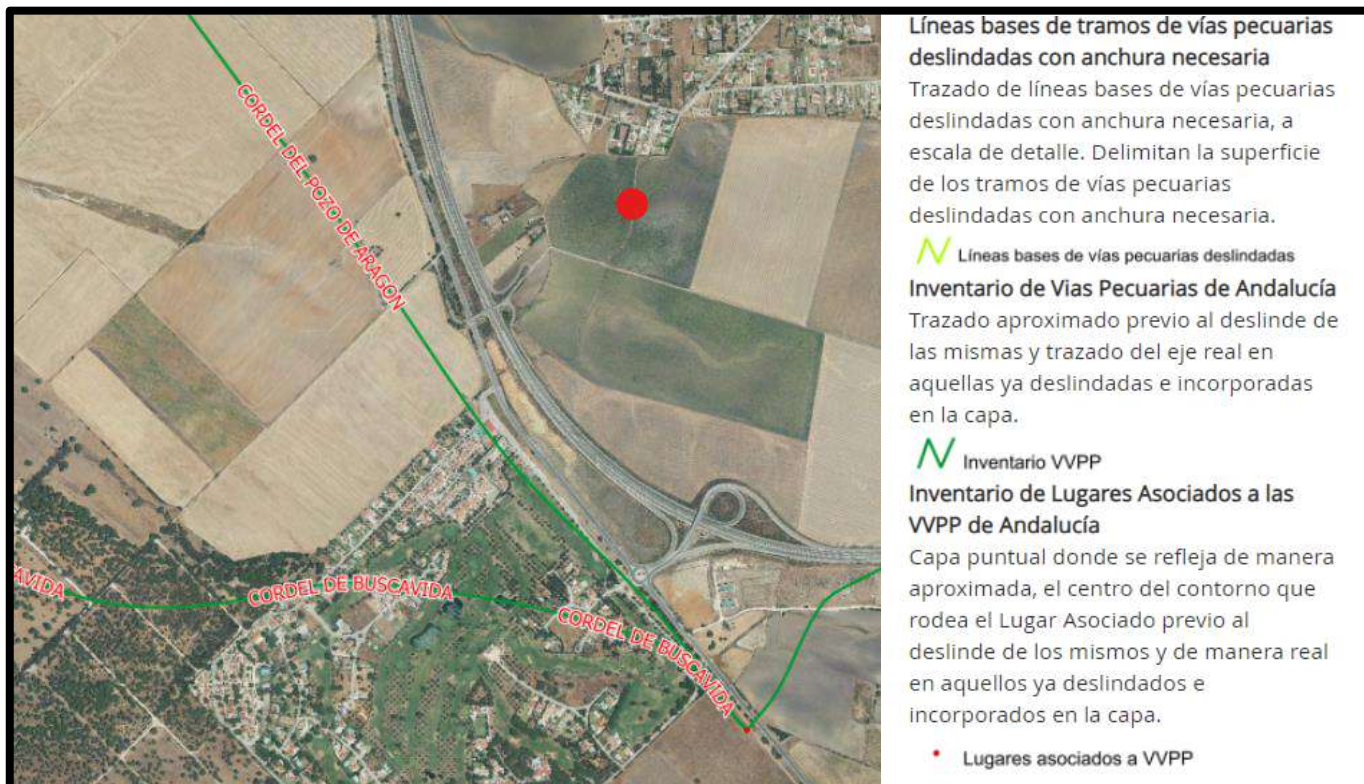 CORDEL DEL POZO DE ARAGON
AVIDA
CORDEL DE BUSCAVIDA
CORDEL DE BUSCAVIDA
Líneas bases de tramos de vías pecuarias
deslindadas con anchura necesaria
Trazado de líneas bases de vías pecuarias
deslindadas con anchura necesaria, a
escala de detalle. Delimitan la superficie
de los tramos de vías pecuarias
deslindadas con anchura necesaria.
Líneas bases de vías pecuarias deslindadas
Inventario de Vias Pecuarias de Andalucía
Trazado aproximado previo al deslinde de
las mismas y trazado del eje real en
aquellas ya deslindadas e incorporadas
en la capa.
Inventario VVPP
Inventario de Lugares Asociados a las
VVPP de Andalucía
Capa puntual donde se refleja de manera
aproximada, el centro del contorno que
rodea el Lugar Asociado previo al
deslinde de los mismos y de manera real
en aquellos ya deslindados e
incorporados en la capa.
Lugares asociados a VVPP